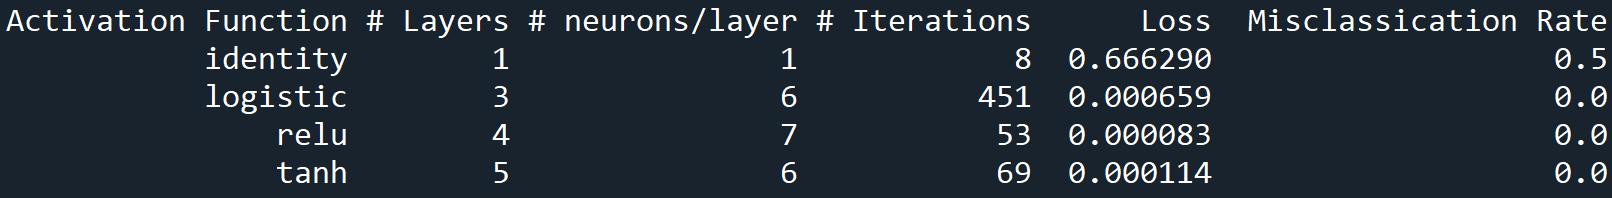 Activation Function # Layers # neurons/layer # Iterations Loss Misclassication Rate
identity 1 1 8 0.666290 0.5
logistic 3 6 451 0.000659 0.0
relu 4 7 53 0.000083 0.0
tanh 5 6 69 0.000114 0.0